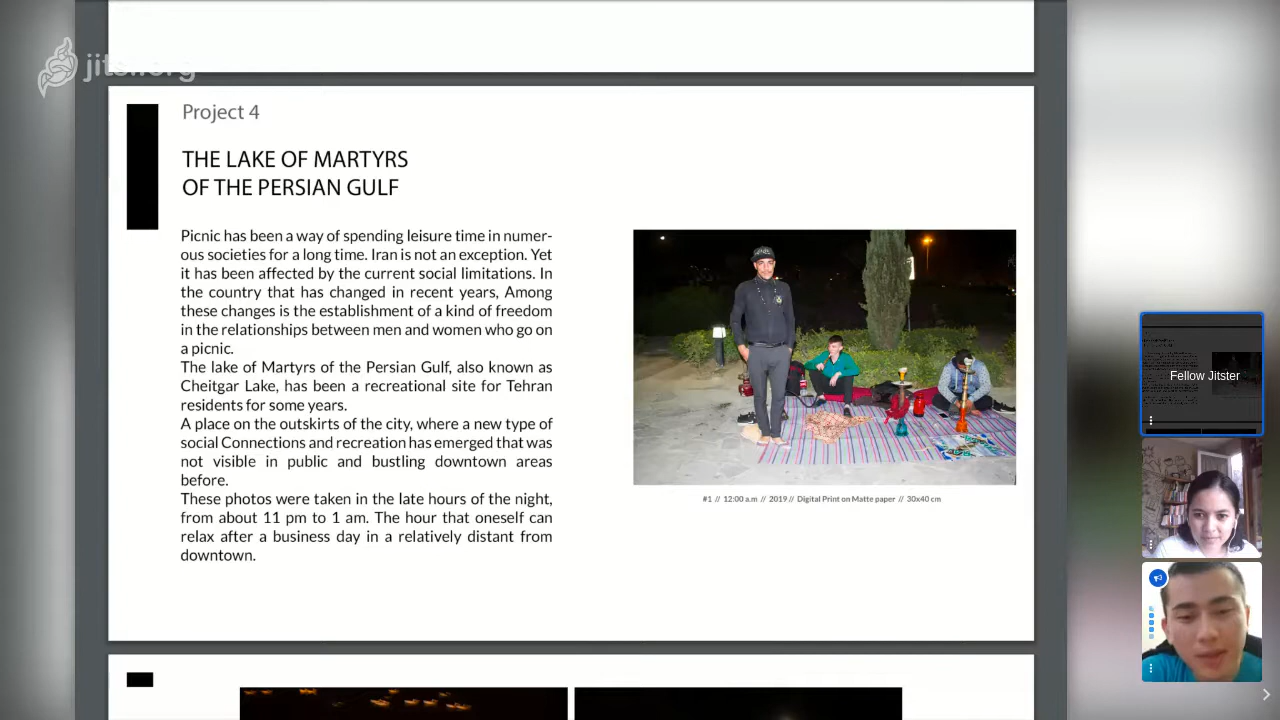 jitsi.org
Project 4
THE LAKE OF MARTYRS
OF THE PERSIAN GULF
Picnic has been a way of spending leisure time in numer-
ous societies for a long time. Iran is not an exception. Yet
it has been affected by the current social limitations. In
the country that has changed in recent years, Among
these changes is the establishment of a kind of freedom
in the relationships between men and women who go on
a picnic.
The lake of Martyrs of the Persian Gulf, also known as
Cheitgar Lake, has been a recreational site for Tehran
residents for some years.
A place on the outskirts of the city, where a new type of
social Connections and recreation has emerged that was
not visible in public and bustling downtown areas
before.
These photos were taken in the late hours of the night,
from about 11 pm to 1 am. The hour that oneself can
relax after a business day in a relatively distant from
downtown.
#1 // 12:00 a.m // 2019 // Digital Print on Matte paper // 30x40 cm
Fellow Jitster